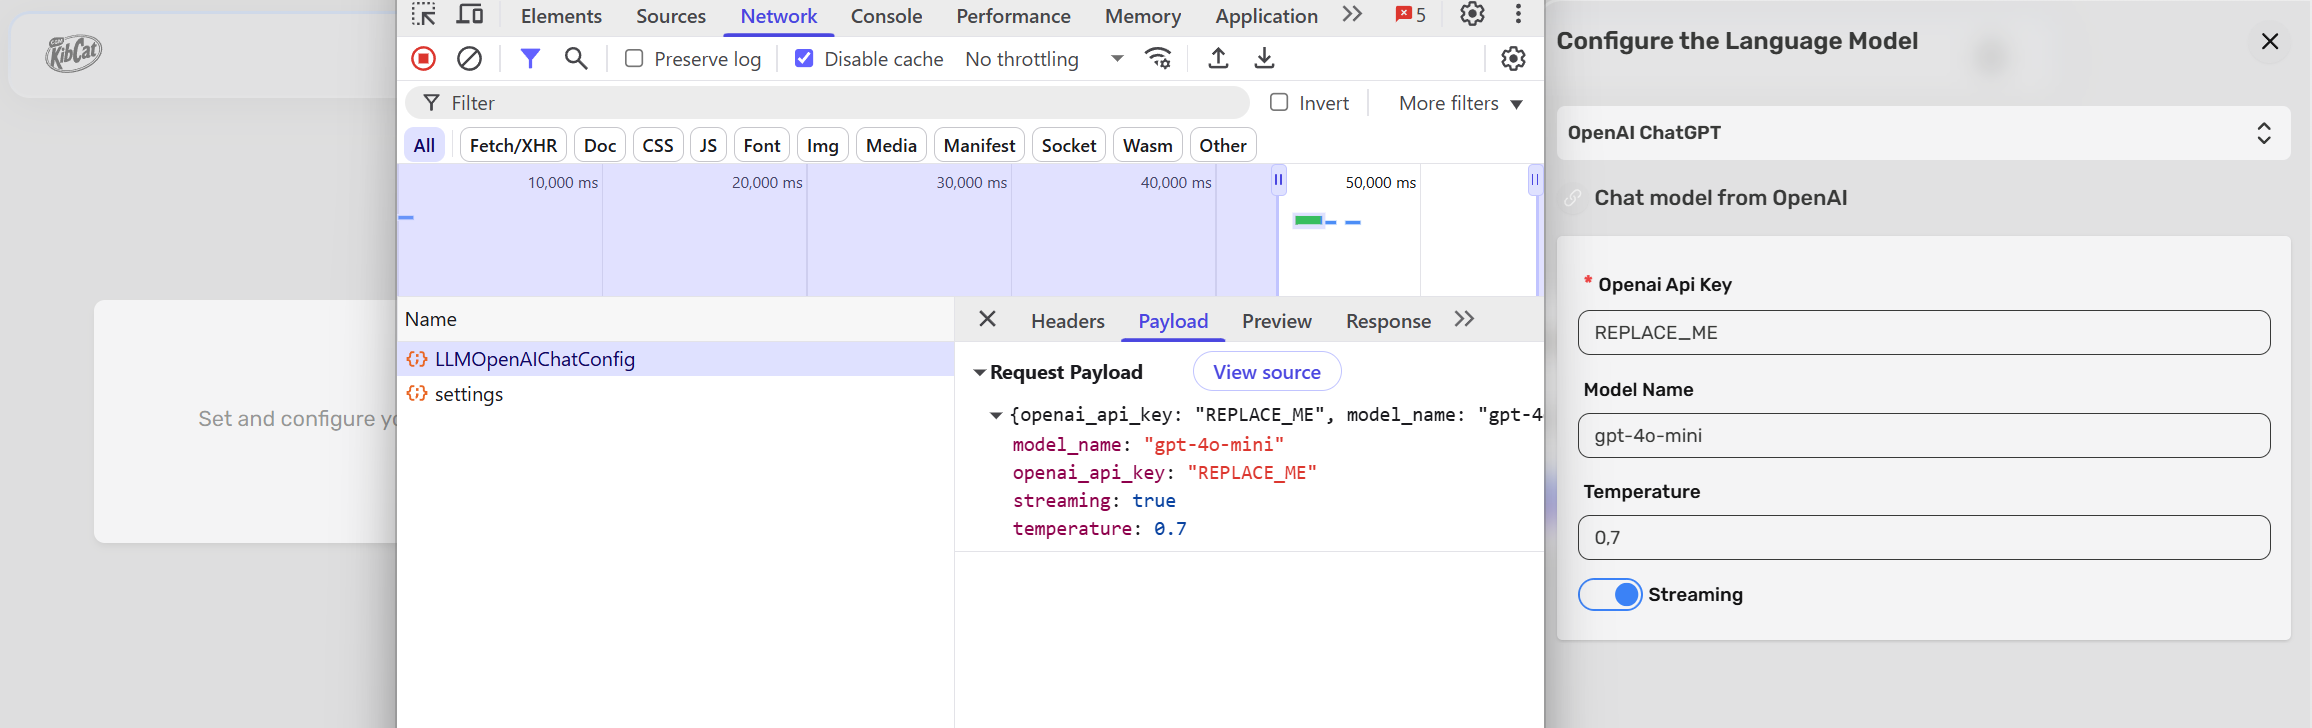 KibCat
Set and configure yo
Elements Sources Network Console Performance Memory Application 5
Preserve log Disable cache No throttling
Filter Invert More filters
All Fetch/XHR Doc CSS JS Font Img Media Manifest Socket Wasm Other
10,000 ms 20,000 ms 30,000 ms 40,000 ms 50,000 ms
Name
LLMOpenAIChatConfig
settings
Headers Payload Preview Response
Request Payload View source
{openai_api_key: "REPLACE_ME", model_name: "gpt-4
model_name: "gpt-4o-mini"
openai_api_key: "REPLACE_ME"
streaming: true
temperature: 0.7
Configure the Language Model
OpenAI ChatGPT
Chat model from OpenAI
* Openai Api Key
REPLACE_ME
Model Name
gpt-4o-mini
Temperature
0,7
Streaming